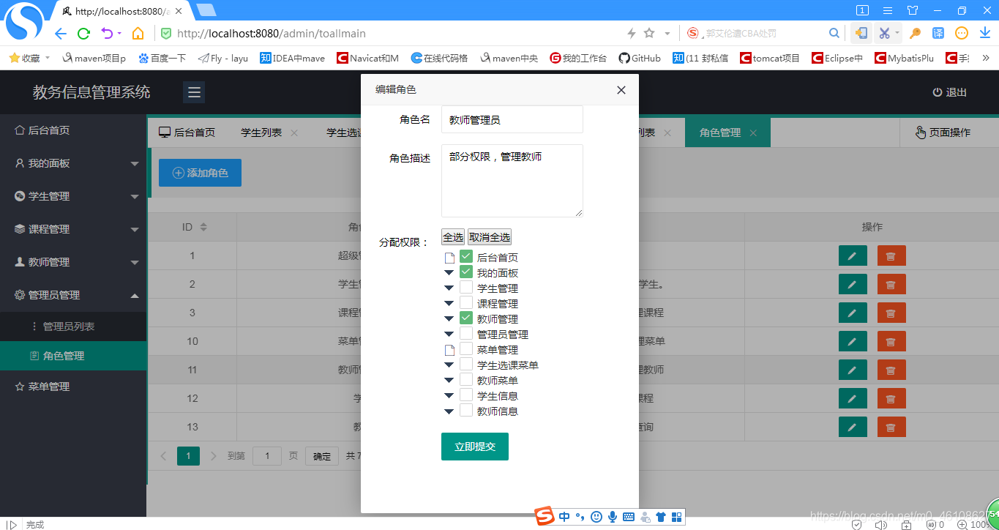 http://localhost:8080/a
1
http://localhost:8080/admin/toallmain
郭艾伦遭CBA处罚
译
收藏
maven项目p
百度一下
Fly - layu
知 IDEA中mave
C Navicat和M
C 在线代码格
maven中央
G 我的工作台
GitHub
知 (11 封私信
C tomcat项目
C Eclipse中
C MybatisPlu
C 手
教务信息管理系统
退出
编辑角色
后台首页
我的面板
学生管理
课程管理
教师管理
管理员管理
管理员列表
角色管理
菜单管理
后台首页
学生列表
学生选
列表
角色管理
页面操作
添加角色
ID
角
操作
1
超级
2
学生
学生。
3
课程
课程
10
菜单
菜单
11
教师
教师
12
学
课程
13
教
查询
1
到第
1
页
确定
共 7
角色名
教师管理员
角色描述
部分权限，管理教师
分配权限：
全选
取消全选
后台首页
我的面板
学生管理
课程管理
教师管理
管理员管理
菜单管理
学生选课菜单
教师菜单
学生信息
教师信息
立即提交
中
完成
0
100%